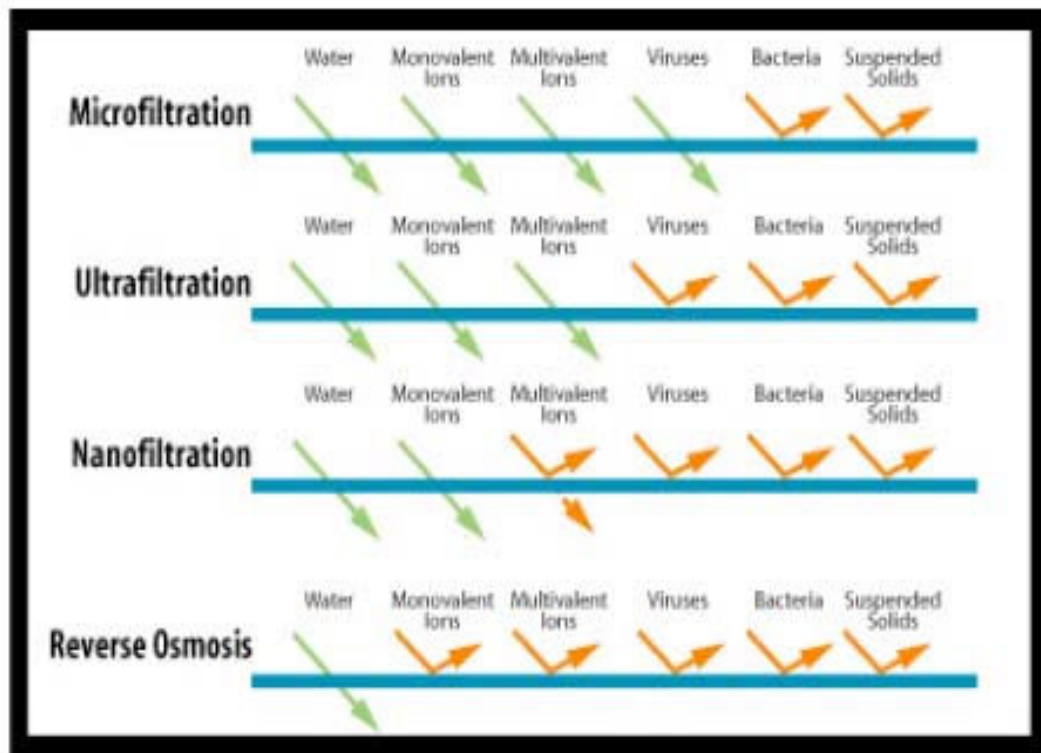 Water Monovalent Ions Multivalent Ions Viruses Bacteria Suspended Solids
Microfiltration
Water Monovalent Ions Multivalent Ions Viruses Bacteria Suspended Solids
Ultrafiltration
Water Monovalent Ions Multivalent Ions Viruses Bacteria Suspended Solids
Nanofiltration
Water Monovalent Ions Multivalent Ions Viruses Bacteria Suspended Solids
Reverse Osmosis